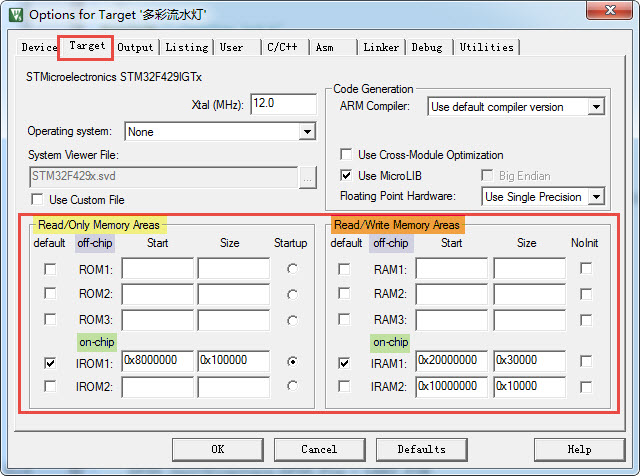 Options for Target '多彩流水灯'
Device Target Output Listing User C/C++ Asm Linker Debug Utilities
STMicroelectronics STM32F429IGTx
Xtal (MHz): 12.0
Operating system: None
System Viewer File:
STM32F429x.svd ...
Use Custom File
Code Generation
ARM Compiler: Use default compiler version
Use Cross-Module Optimization
Use MicroLIB Big Endian
Floating Point Hardware: Use Single Precision
Read/Only Memory Areas
default off-chip Start Size Startup
ROM1:
ROM2:
ROM3:
on-chip
IROM1: 0x8000000 0x100000
IROM2:
Read/Write Memory Areas
default off-chip Start Size NoInit
RAM1:
RAM2:
RAM3:
on-chip
IRAM1: 0x20000000 0x30000
IRAM2: 0x10000000 0x10000
OK Cancel Defaults Help